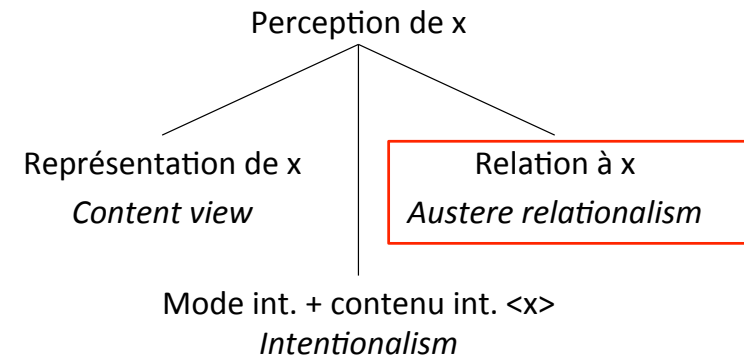 Perception de x
Représentation de x
Content view
Relation à x
Austere relationalism
Mode int. + contenu int. <x>
Intentionalism